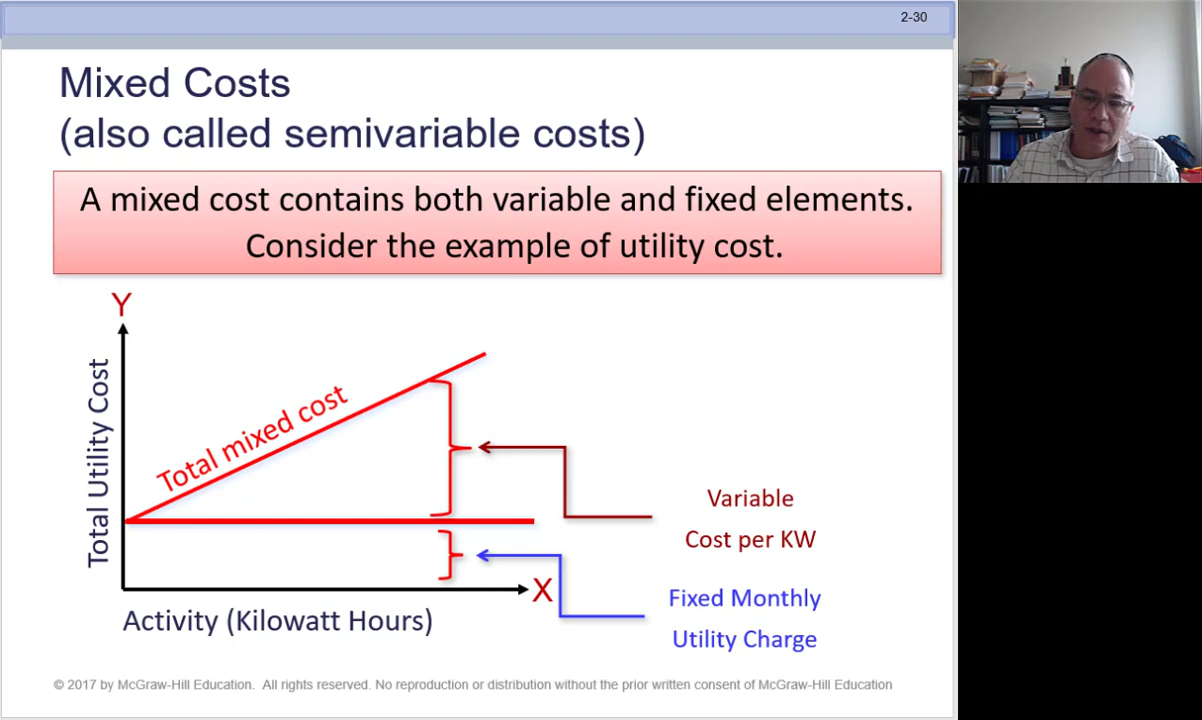 2-30
Mixed Costs
(also called semivariable costs)
A mixed cost contains both variable and fixed elements.
Consider the example of utility cost.
Y
Total Utility Cost
Total mixed cost
Variable
Cost per KW
X
Fixed Monthly
Utility Charge
Activity (Kilowatt Hours)
© 2017 by McGraw-Hill Education. All rights reserved. No reproduction or distribution without the prior written consent of McGraw-Hill Education